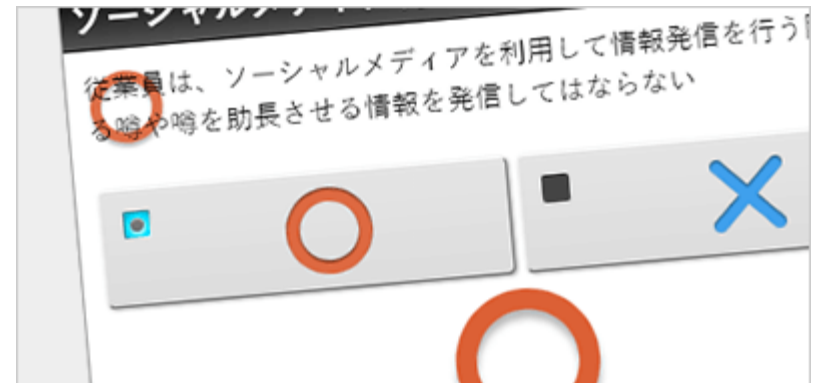 ソーシャルメディ
従業員は、ソーシャルメディアを利用して情報発信を行う
る噂や噂を助長させる情報を発信してはならない